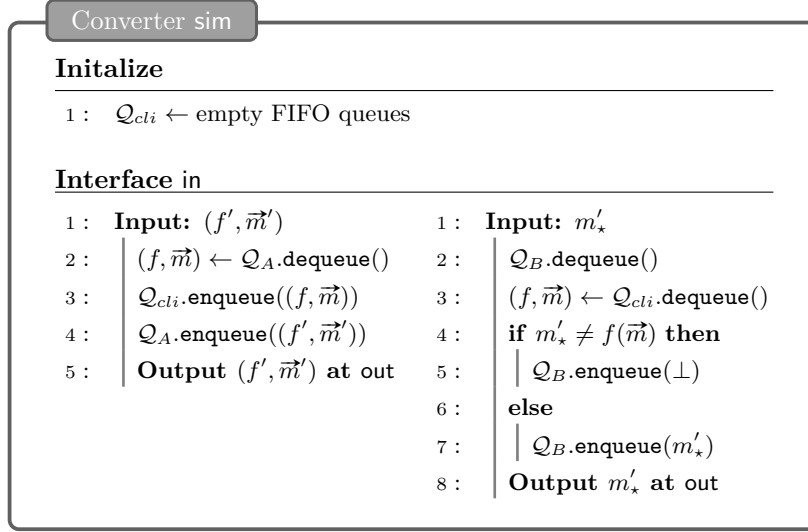 Converter sim
Initalize
1 : 𝒬_cli ← empty FIFO queues
Interface in
1 : Input: (f′, m⃗′)
2 : (f, m⃗) ← 𝒬_A.dequeue()
3 : 𝒬_cli.enqueue((f, m⃗))
4 : 𝒬_A.enqueue((f′, m⃗′))
5 : Output (f′, m⃗′) at out
1 : Input: m′_⋆
2 : 𝒬_B.dequeue()
3 : (f, m⃗) ← 𝒬_cli.dequeue()
4 : if m′_⋆ ≠ f(m⃗) then
5 : 𝒬_B.enqueue(⊥)
6 : else
7 : 𝒬_B.enqueue(m′_⋆)
8 : Output m′_⋆ at out